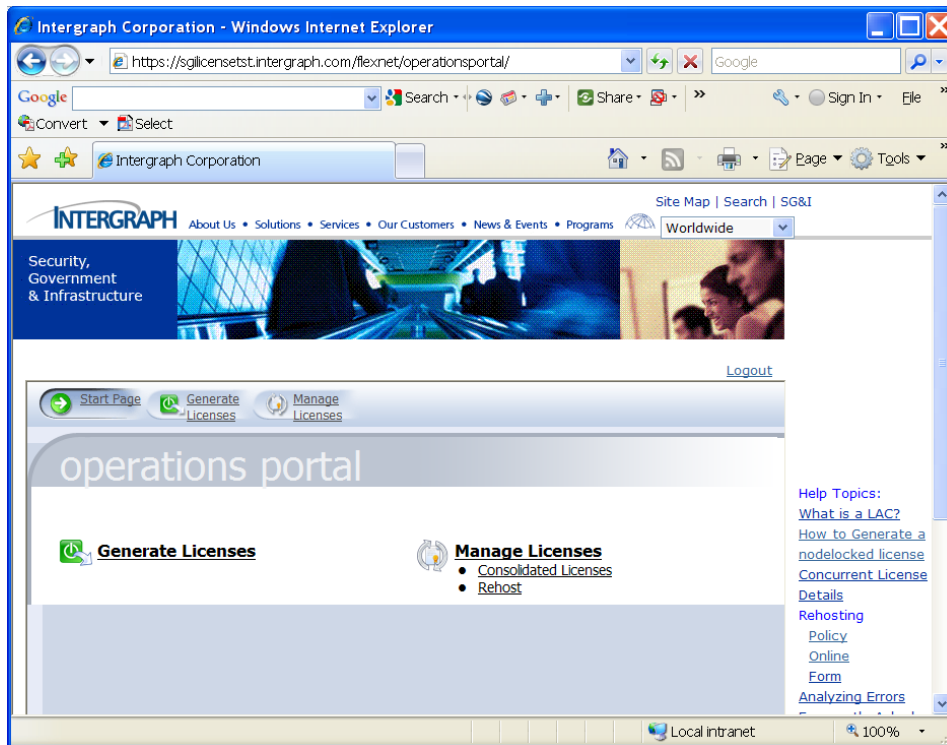 Intergraph Corporation - Windows Internet Explorer
https://sgilicensetst.intergraph.com/flexnet/operationsportal/
Google
Google
Search
Share
»
Sign In
File
»
Convert
Select
Intergraph Corporation
Page
Tools
»
Site Map | Search | SG&I
INTERGRAPH
About Us • Solutions • Services • Our Customers • News & Events • Programs
Worldwide
Security,
Government
& Infrastructure
Logout
Start Page
Generate
Licenses
Manage
Licenses
operations portal
Generate Licenses
Manage Licenses
• Consolidated Licenses
• Rehost
Help Topics:
What is a LAC?
How to Generate a
nodelocked license
Concurrent License
Details
Rehosting
Policy
Online
Form
Analyzing Errors
Local intranet
100%